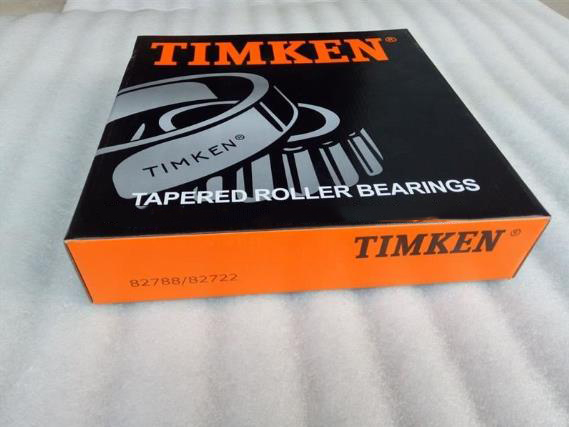 TIMKEN®
TIMKEN®
TAPERED ROLLER BEARINGS
TIMKEN®
82788/82722